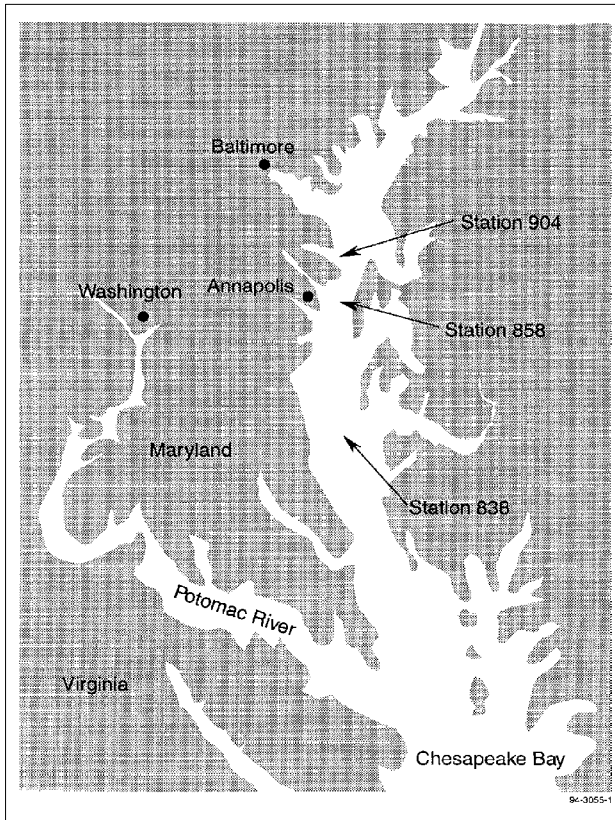 Baltimore
Station 904
Washington
Annapolis
Station 858
Maryland
Station 838
Potomac River
Virginia
Chesapeake Bay
94-3055-1